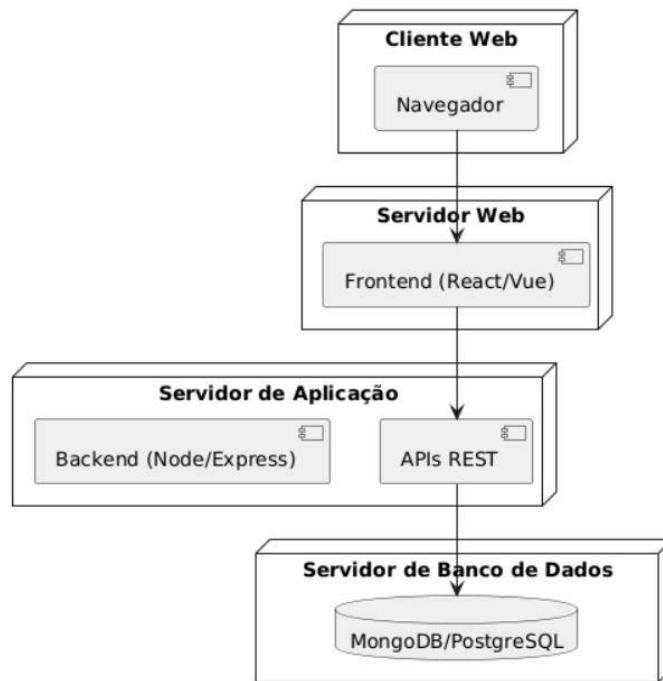 Cliente Web
Navegador
Servidor Web
Frontend (React/Vue)
Servidor de Aplicação
Backend (Node/Express)
APIs REST
Servidor de Banco de Dados
MongoDB/PostgreSQL